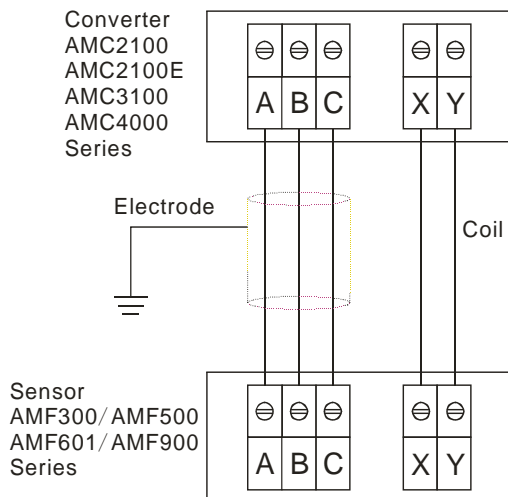 Converter
AMC2100
AMC2100E
AMC3100
AMC4000
Series
A B C X Y
Electrode
Coil
Sensor
AMF300/AMF500
AMF601/AMF900
Series
A B C X Y